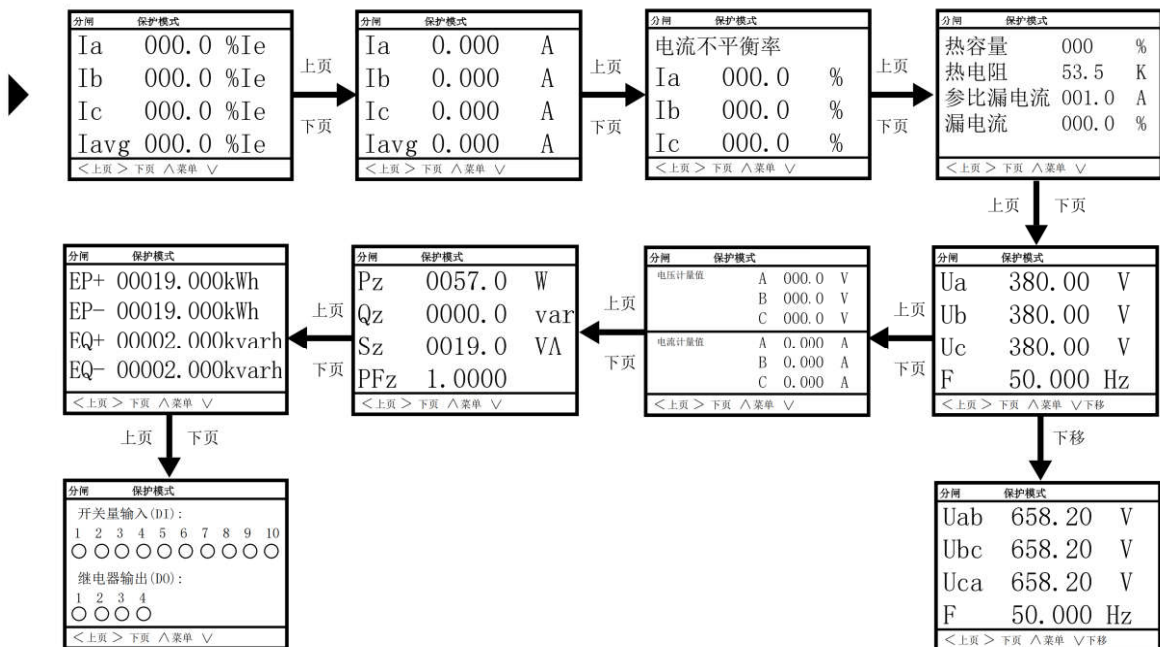 分闸 保护模式
Ia 000.0 %Ie
Ib 000.0 %Ie
Ic 000.0 %Ie
Iavg 000.0 %Ie
<上页 > 下页 ∧菜单 ∨
上页
下页
分闸 保护模式
Ia 0.000 A
Ib 0.000 A
Ic 0.000 A
Iavg 0.000 A
<上页 > 下页 ∧菜单 ∨
上页
下页
分闸 保护模式
电流不平衡率
Ia 000.0 %
Ib 000.0 %
Ic 000.0 %
<上页 > 下页 ∧菜单 ∨
上页
下页
分闸 保护模式
热容量 000 %
热电阻 53.5 K
参比漏电流 001.0 A
漏电流 000.0 %
<上页 > 下页 ∧菜单 ∨
上页 下页
分闸 保护模式
Ua 380.00 V
Ub 380.00 V
Uc 380.00 V
F 50.000 Hz
<上页 > 下页 ∧菜单 ∨下移
下移
分闸 保护模式
Uab 658.20 V
Ubc 658.20 V
Uca 658.20 V
F 50.000 Hz
<上页 > 下页 ∧菜单 ∨下移
上页
下页
分闸 保护模式
电压计量值 A 000.0 V
B 000.0 V
C 000.0 V
电流计量值 A 0.000 A
B 0.000 A
C 0.000 A
<上页 > 下页 ∧菜单 ∨
上页
下页
分闸 保护模式
Pz 0057.0 W
Qz 0000.0 var
Sz 0019.0 VA
PFz 1.0000
<上页 > 下页 ∧菜单 ∨
上页
下页
分闸 保护模式
EP+ 00019.000kWh
EP- 00019.000kWh
EQ+ 00002.000kvarh
EQ- 00002.000kvarh
<上页 > 下页 ∧菜单 ∨
上页 下页
分闸 保护模式
开关量输入(DI):
1 2 3 4 5 6 7 8 9 10
继电器输出(DO):
1 2 3 4
<上页 > 下页 ∧菜单 ∨